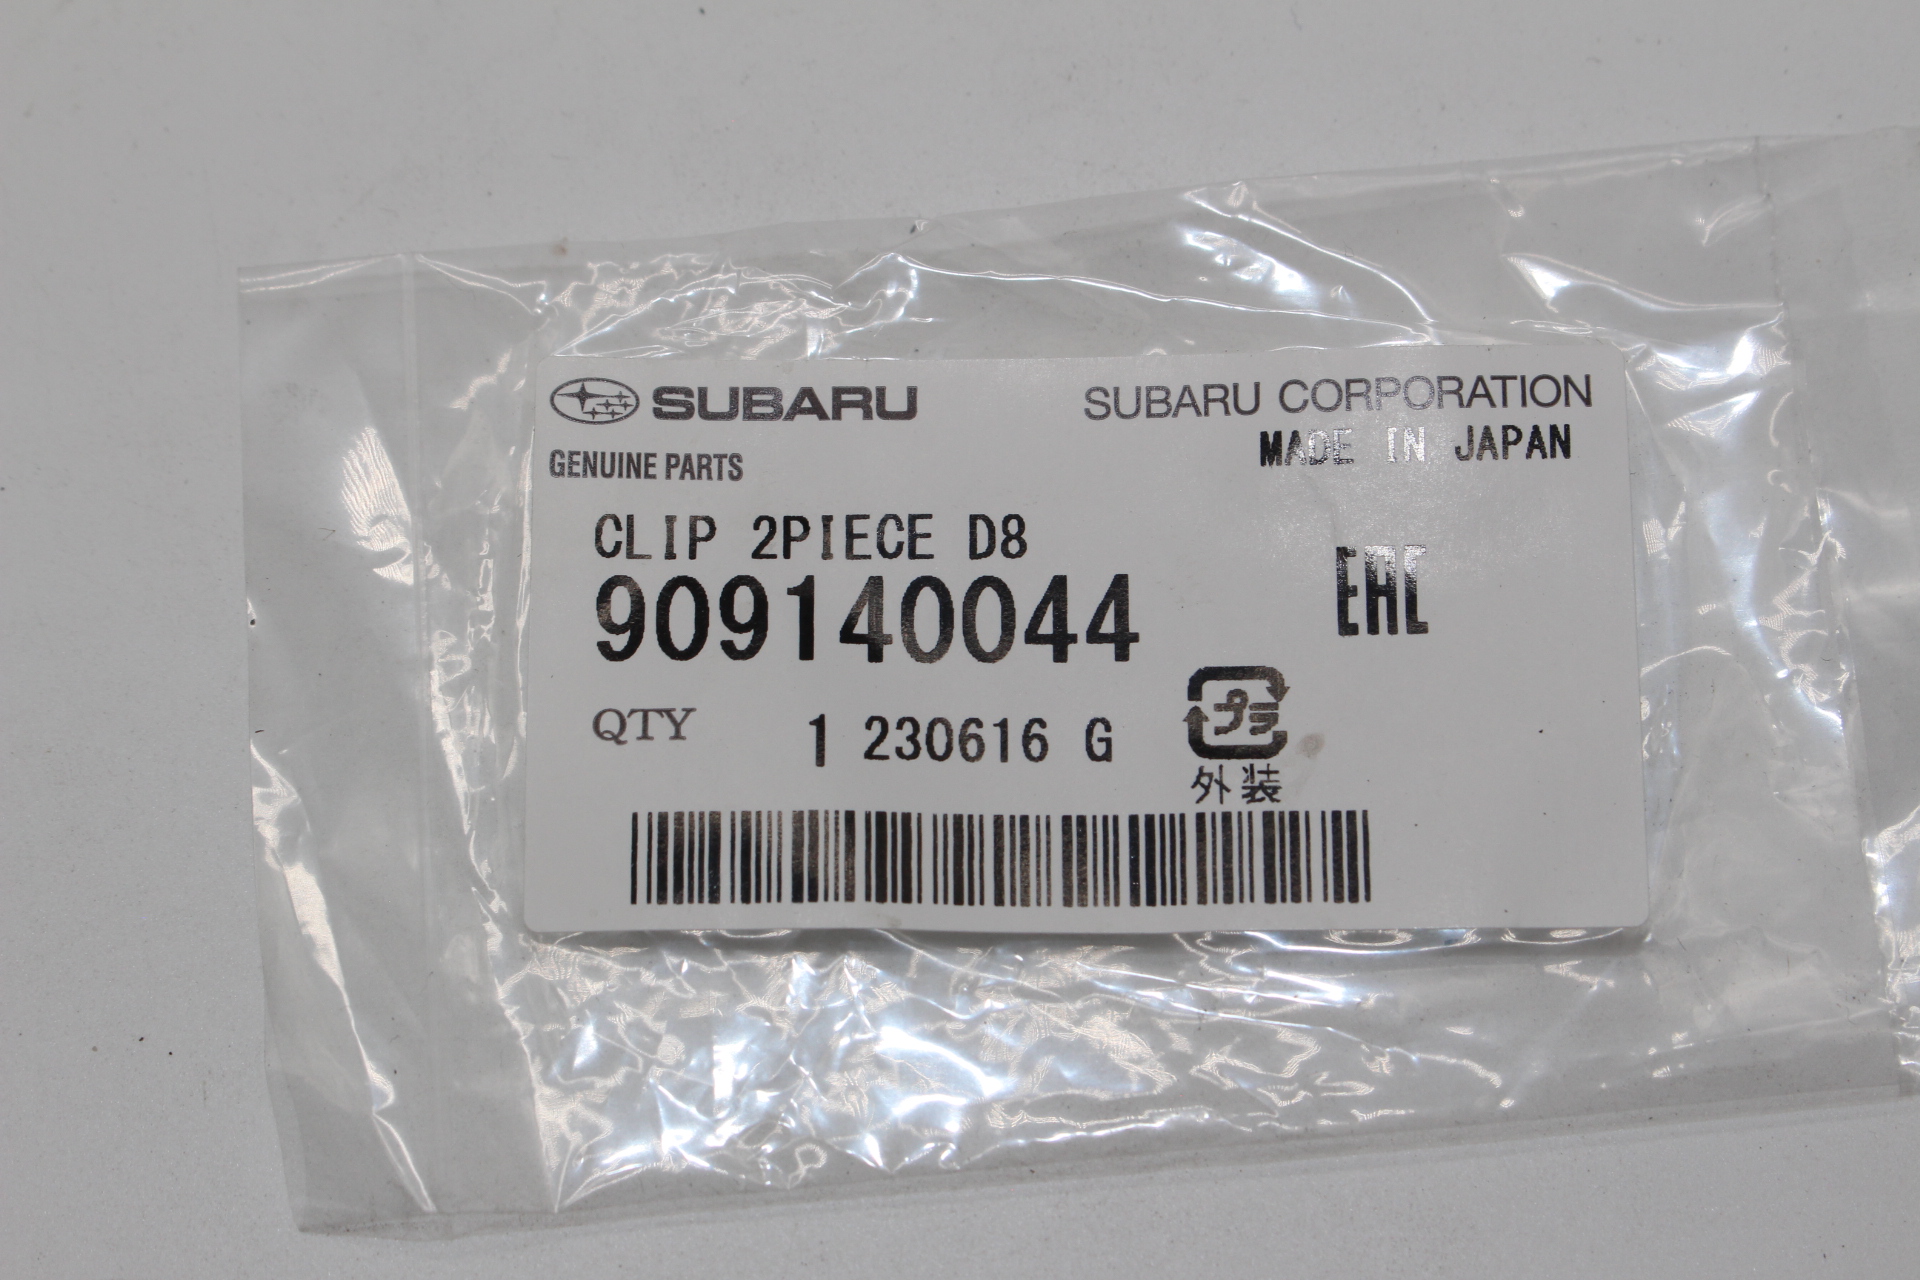 SUBARU
SUBARU CORPORATION
GENUINE PARTS
MADE IN JAPAN
CLIP 2PIECE D8
909140044
EAC
QTY 1 230616 G
プラ
外装